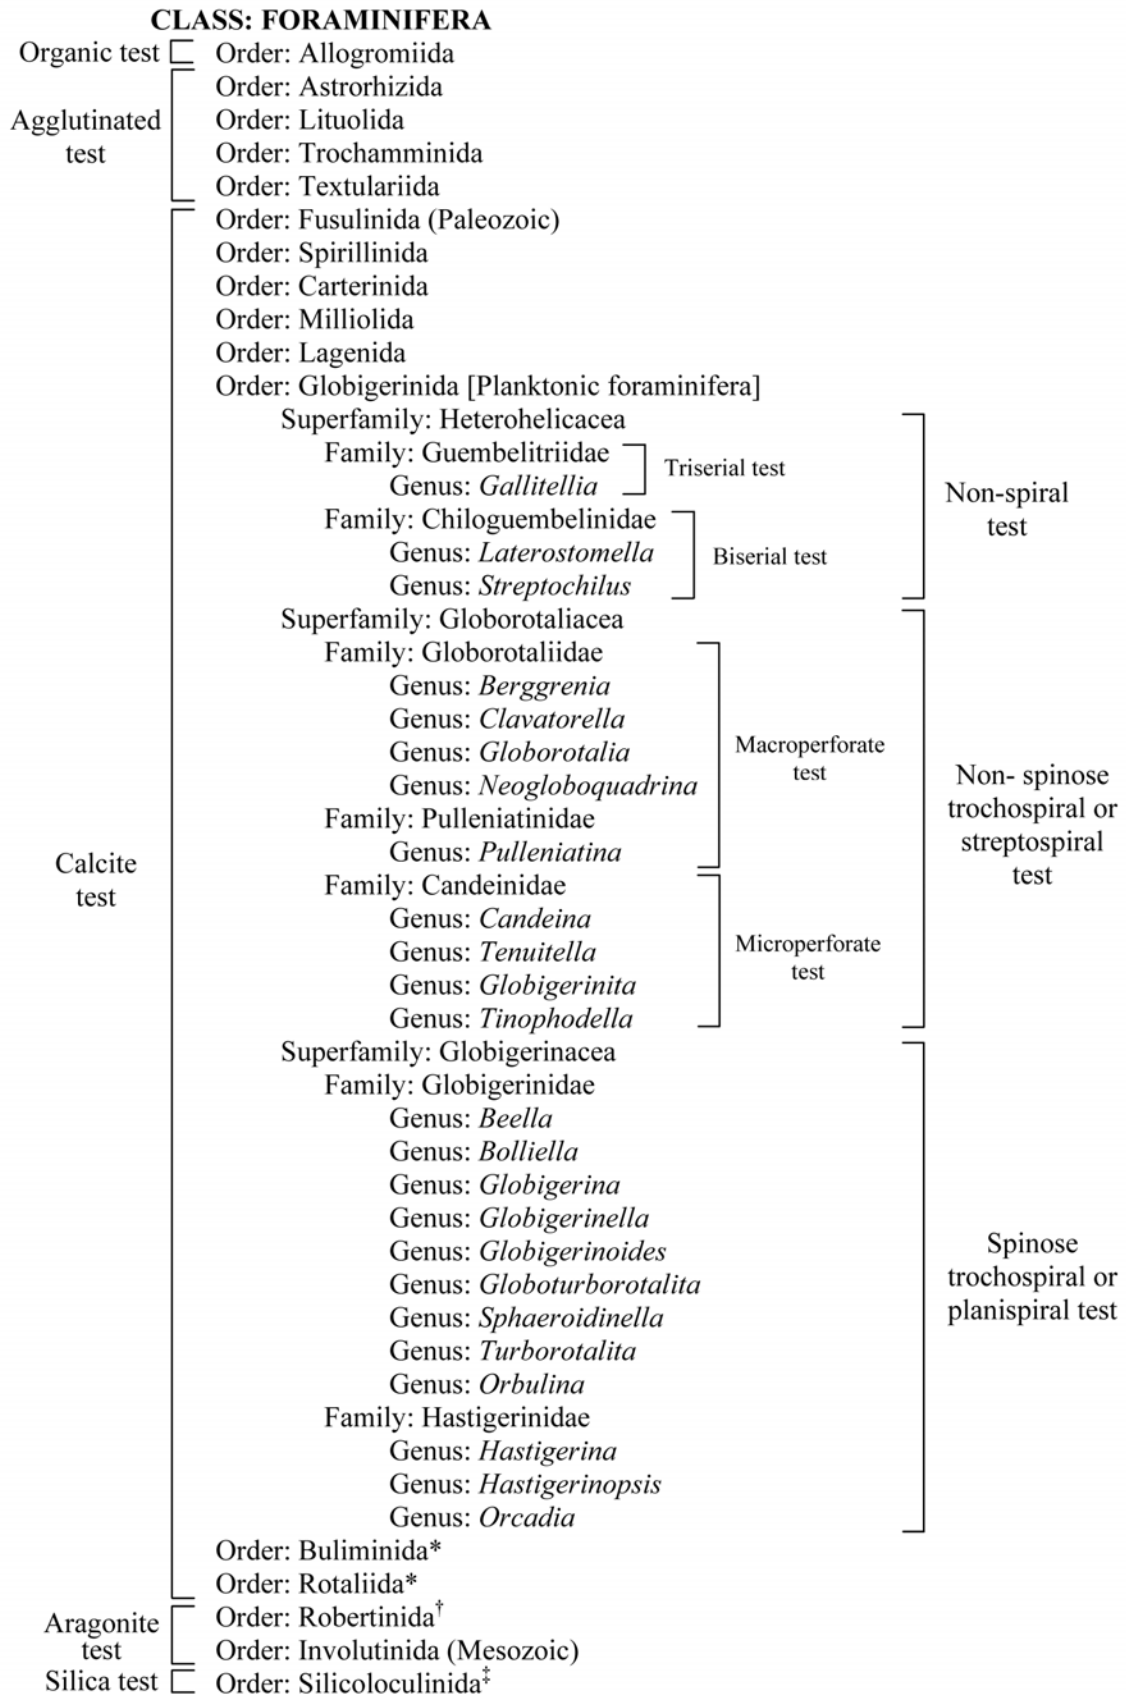 CLASS: FORAMINIFERA
Organic test
Order: Allogromiida
Agglutinated
test
Order: Astrorhizida
Order: Lituolida
Order: Trochamminida
Order: Textulariida
Calcite
test
Order: Fusulinida (Paleozoic)
Order: Spirillinida
Order: Carterinida
Order: Milliolida
Order: Lagenida
Order: Globigerinida [Planktonic foraminifera]
Superfamily: Heterohelicacea
Family: Guembelitriidae
Genus: Gallitellia
Triserial test
Family: Chiloguembelinidae
Genus: Laterostomella
Genus: Streptochilus
Biserial test
Non-spiral
test
Superfamily: Globorotaliacea
Family: Globorotaliidae
Genus: Berggrenia
Genus: Clavatorella
Genus: Globorotalia
Genus: Neogloboquadrina
Family: Pulleniatinidae
Genus: Pulleniatina
Macroperforate
test
Family: Candeinidae
Genus: Candeina
Genus: Tenuitella
Genus: Globigerinita
Genus: Tinophodella
Microperforate
test
Non- spinose
trochospiral or
streptospiral
test
Superfamily: Globigerinacea
Family: Globigerinidae
Genus: Beella
Genus: Bolliella
Genus: Globigerina
Genus: Globigerinella
Genus: Globigerinoides
Genus: Globoturborotalita
Genus: Sphaeroidinella
Genus: Turborotalita
Genus: Orbulina
Family: Hastigerinidae
Genus: Hastigerina
Genus: Hastigerinopsis
Genus: Orcadia
Spinose
trochospiral or
planispiral test
Order: Buliminida*
Order: Rotaliida*
Aragonite
test
Order: Robertinida†
Order: Involutinida (Mesozoic)
Silica test
Order: Silicoloculinida‡